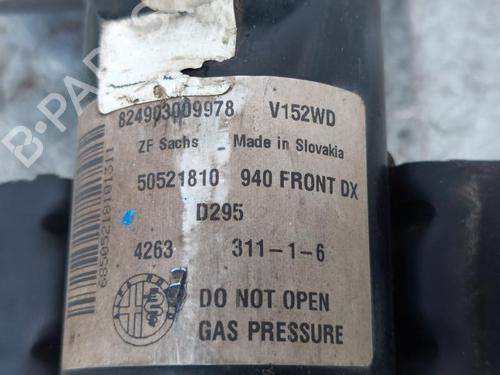 824903009978 V152WD
ZF Sachs Made in Slovakia
50521810 940 FRONT DX
D295
4263 311-1-6
DO NOT OPEN
GAS PRESSURE
B-PARTS